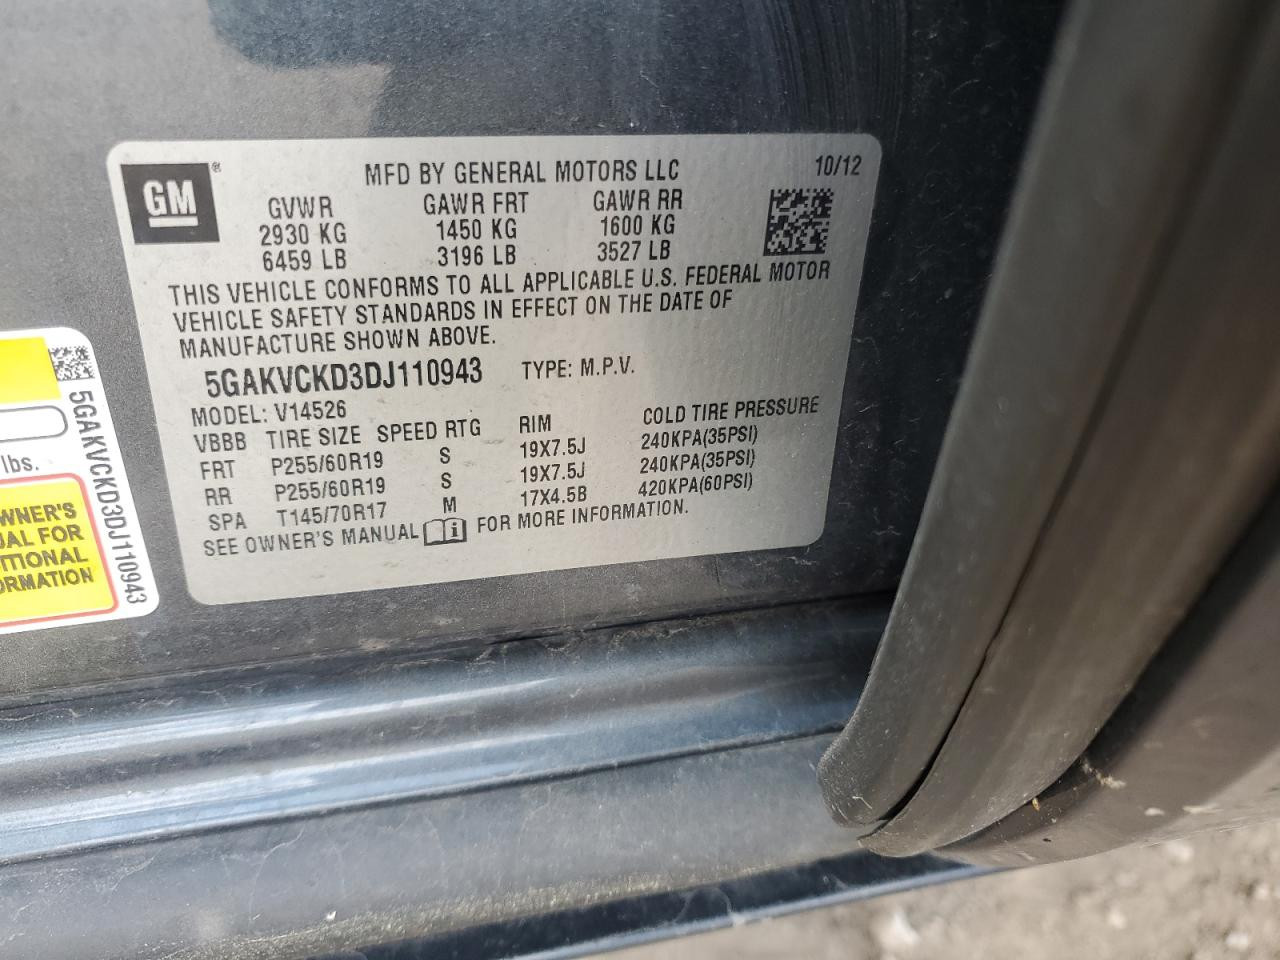 GM ®
MFD BY GENERAL MOTORS LLC 10/12
GVWR GAWR FRT GAWR RR
2930 KG 1450 KG 1600 KG
6459 LB 3196 LB 3527 LB
THIS VEHICLE CONFORMS TO ALL APPLICABLE U.S. FEDERAL MOTOR
VEHICLE SAFETY STANDARDS IN EFFECT ON THE DATE OF
MANUFACTURE SHOWN ABOVE.
5GAKVCKD3DJ110943 TYPE: M.P.V.
MODEL: V14526
VBBB TIRE SIZE SPEED RTG RIM COLD TIRE PRESSURE
FRT P255/60R19 S 19X7.5J 240KPA(35PSI)
RR P255/60R19 S 19X7.5J 240KPA(35PSI)
SPA T145/70R17 M 17X4.5B 420KPA(60PSI)
SEE OWNER'S MANUAL i FOR MORE INFORMATION.
lbs.
WNER'S
UAL FOR
ITIONAL
ORMATION
5GAKVCKD3DJ110943